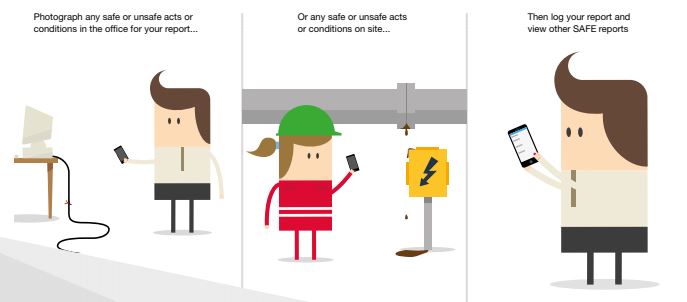 Photograph any safe or unsafe acts or
conditions in the office for your report...
Or any safe or unsafe acts
or conditions on site...
Then log your report and
view other SAFE reports